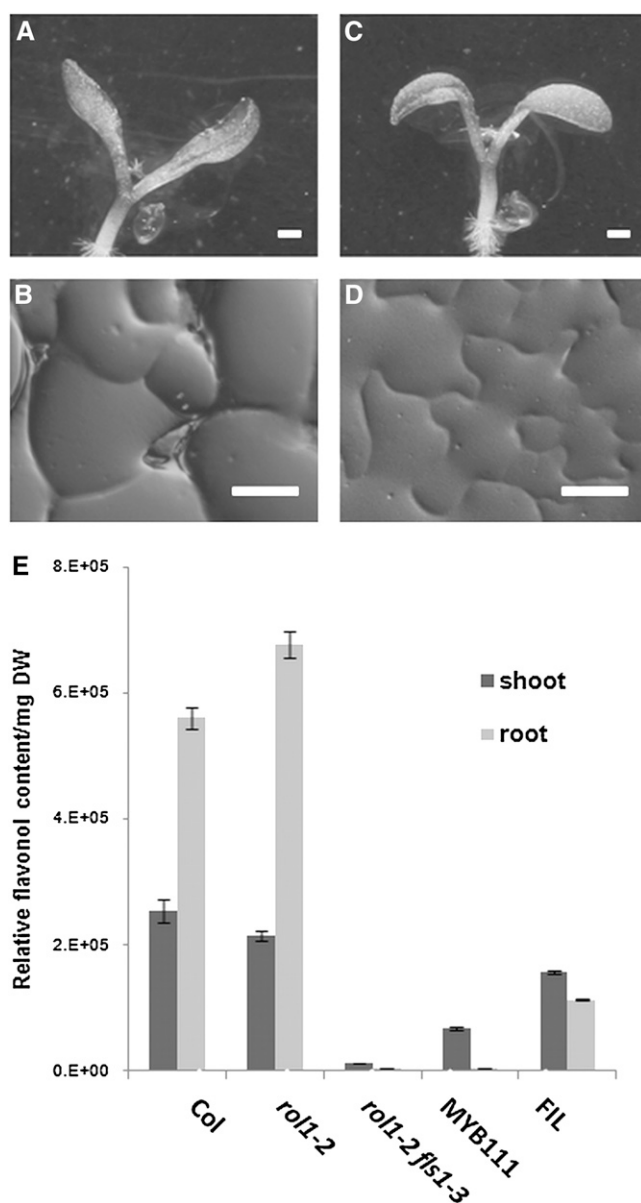 A
C
B
D
E
Relative flavonol content/mg DW
8.E+05
6.E+05
4.E+05
2.E+05
0.E+00
shoot
root
Col
rol1-2
rol1-2 fls1-3
MYB111
FIL